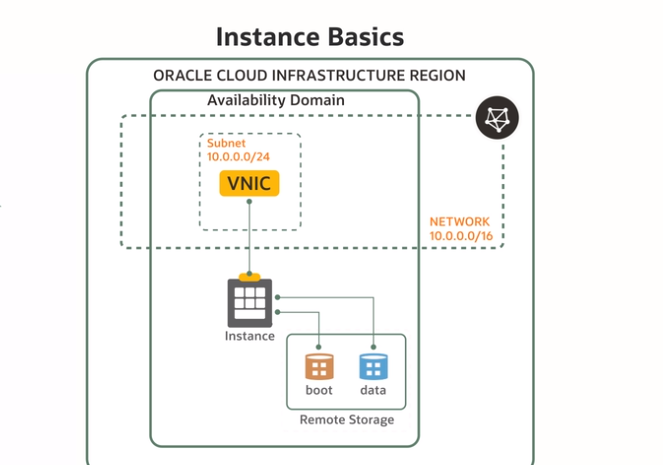 Instance Basics
ORACLE CLOUD INFRASTRUCTURE REGION
Availability Domain
Subnet
10.0.0.0/24
VNIC
NETWORK
10.0.0.0/16
Instance
boot
data
Remote Storage